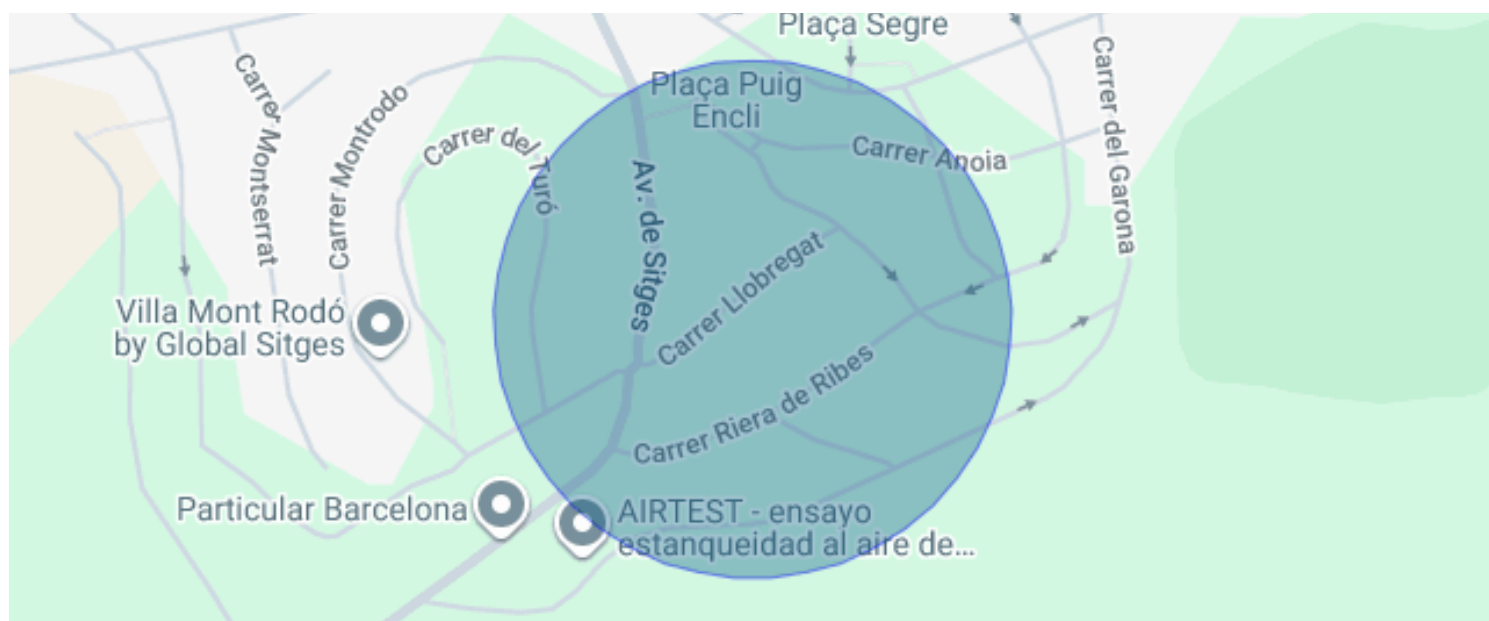 Plaça Segre
Plaça Puig
Encli
Carrer Montserrat
Carrer Montrodo
Carrer del Turó
Av. de Sitges
Carrer Anoia
Carrer del Garona
Carrer Llobregat
Villa Mont Rodó
by Global Sitges
Carrer Riera de Ribes
Particular Barcelona
AIRTEST - ensayo
estanqueidad al aire de...